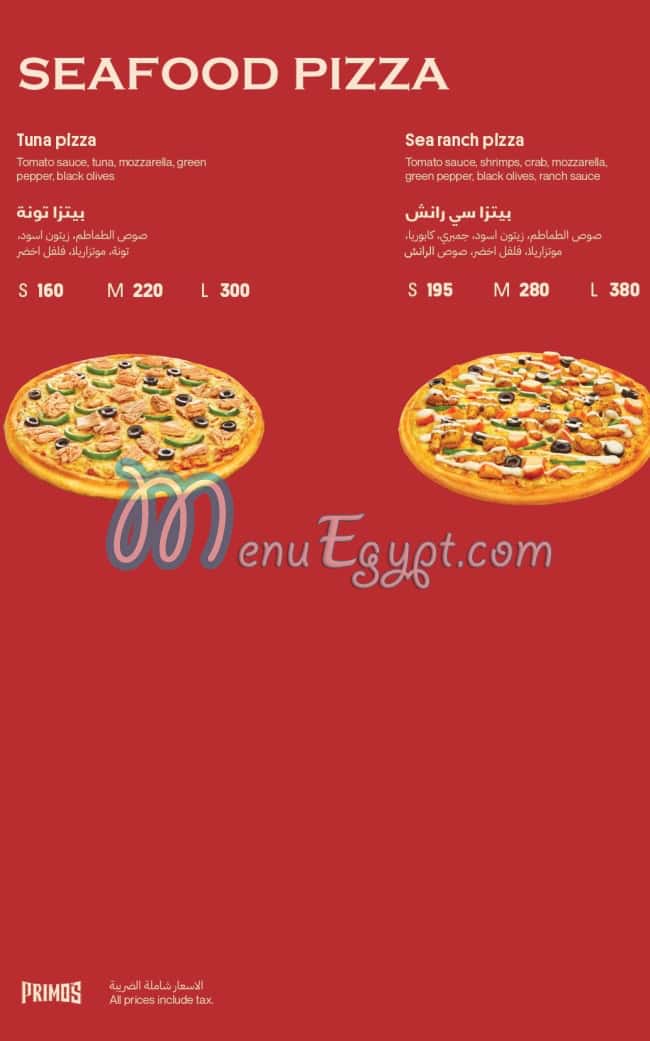 SEAFOOD PIZZA
Tuna pizza
Tomato sauce, tuna, mozzarella, green
pepper, black olives
بيتزا تونة
صوص الطماطم، زيتون اسود،
تونة، موتزاريلا، فلفل اخضر
S 160 M 220 L 300
Sea ranch pizza
Tomato sauce, shrimps, crab, mozzarella,
green pepper, black olives, ranch sauce
بيتزا سي رانش
صوص الطماطم، زيتون اسود، جمبري، كابوريا،
موتزاريلا، فلفل اخضر، صوص الرانش
S 195 M 280 L 380
MenuEgypt.com
PRIMOS
الاسعار شاملة الضريبة
All prices include tax.